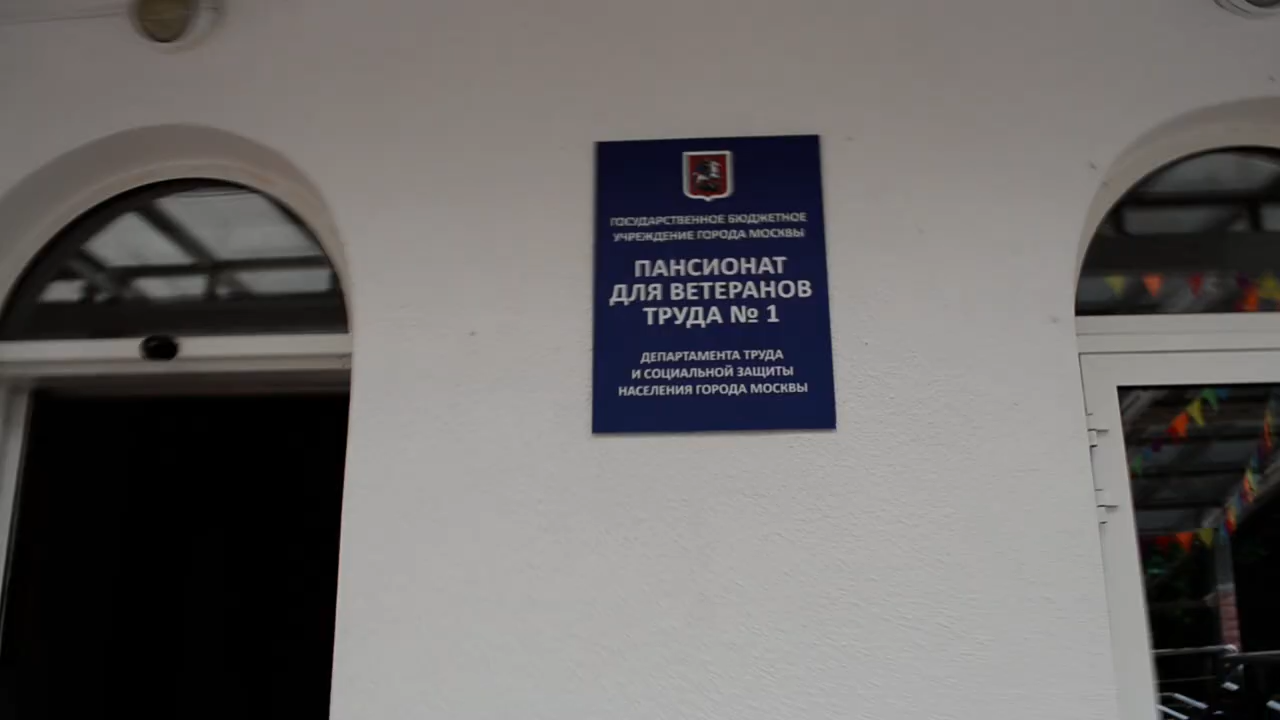 ГОСУДАРСТВЕННОЕ БЮДЖЕТНОЕ
УЧРЕЖДЕНИЕ ГОРОДА МОСКВЫ
ПАНСИОНАТ
ДЛЯ ВЕТЕРАНОВ
ТРУДА № 1
ДЕПАРТАМЕНТА ТРУДА
И СОЦИАЛЬНОЙ ЗАЩИТЫ
НАСЕЛЕНИЯ ГОРОДА МОСКВЫ